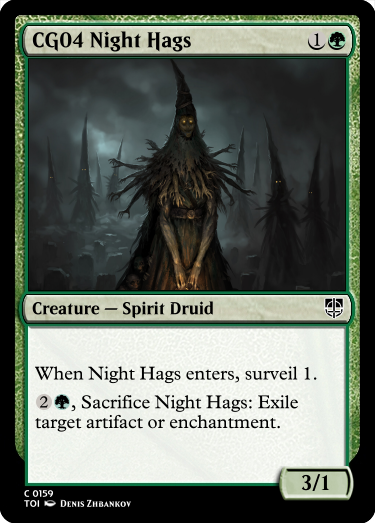 CG04 Night Hags 1
Creature — Spirit Druid
When Night Hags enters, surveil 1.
2, Sacrifice Night Hags: Exile
target artifact or enchantment.
3/1
C 0159
TOI Denis Zhbankov